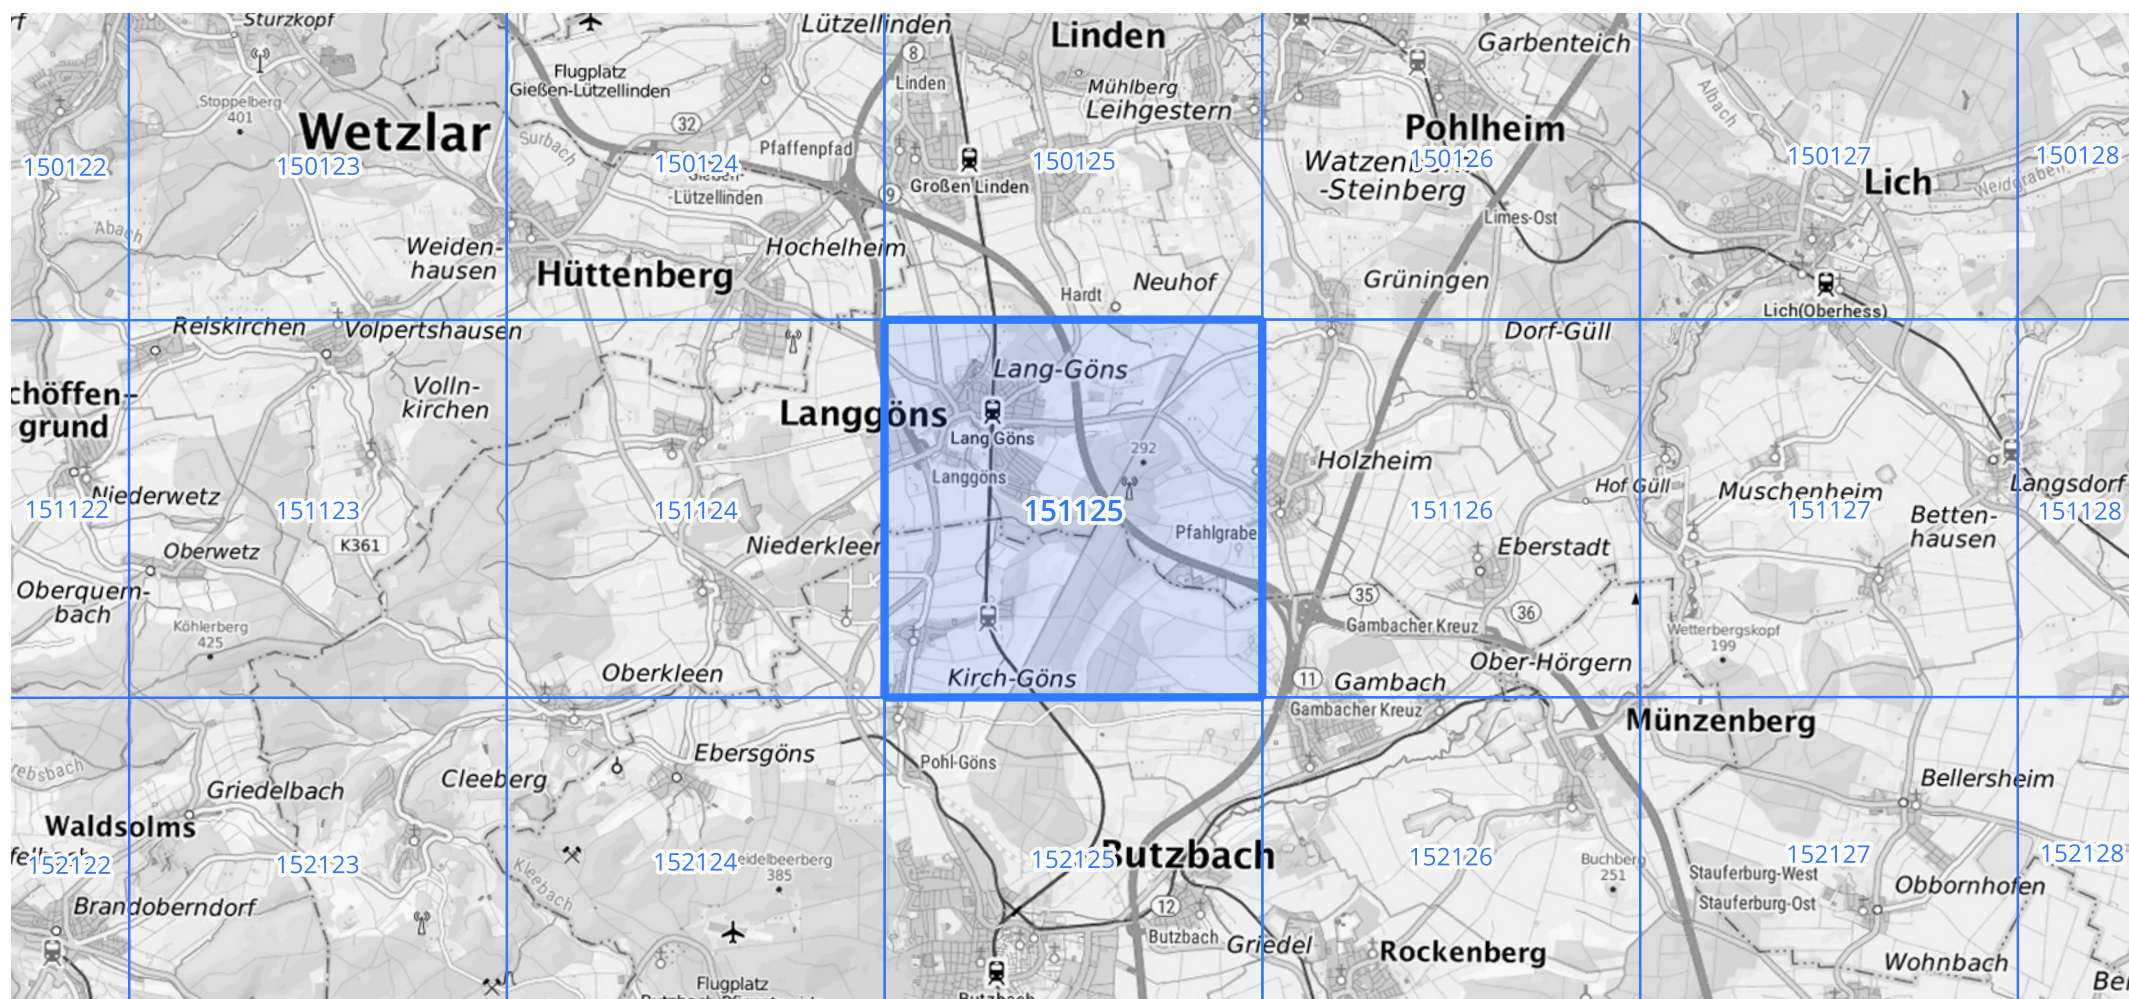 Sturzkopf
Lützellinden
Linden
Garbenteich
Stoppelberg
401
Wetzlar
Flugplatz
Gießen-Lützellinden
32
Surbach
Pfaffenpfad
8
Linden
Mühlberg
Leihgestern
Pohlheim
Albach
150122
150123
150124
-Lützellinden
9
Großen Linden
150125
150126
-Steinberg
Limes-Ost
150127
Lich
150128
Weidgraben
Abach
Weiden-
hausen
Hüttenberg
Hochelheim
Hardt
Neuhof
Grüningen
Lich(Oberhess)
Reiskirchen
Volpertshausen
Volln-
kirchen
chöffen-
grund
Langgöns
Lang-Göns
Lang Göns
Langgöns
292
Dorf-Güll
Holzheim
Hof Güll
Muschenheim
Langsdorf
Niederwetz
151122
151123
151124
151125
151126
151127
151128
K361
Oberwetz
Niederkleen
Pfahlgrabe
Eberstadt
Betten-
hausen
Oberquem-
bach
Köhlerberg
425
35
36
Gambacher Kreuz
Wetterbergskopf
199
Oberkleen
Kirch-Göns
11
Gambach
Gambacher Kreuz
Ober-Hörgern
Münzenberg
Ebersgöns
Pohl-Göns
Cleeberg
Griedelbach
Bellersheim
Waldsolms
152122
152123
152124
eidelbeerberg
385
152125
Butzbach
152126
Buchberg
251
152127
152128
Stauferburg-West
Stauferburg-Ost
Obbornhofen
Kleebach
Brandoberndorf
12
Butzbach
Griedel
Rockenberg
Wohnbach
Flugplatz